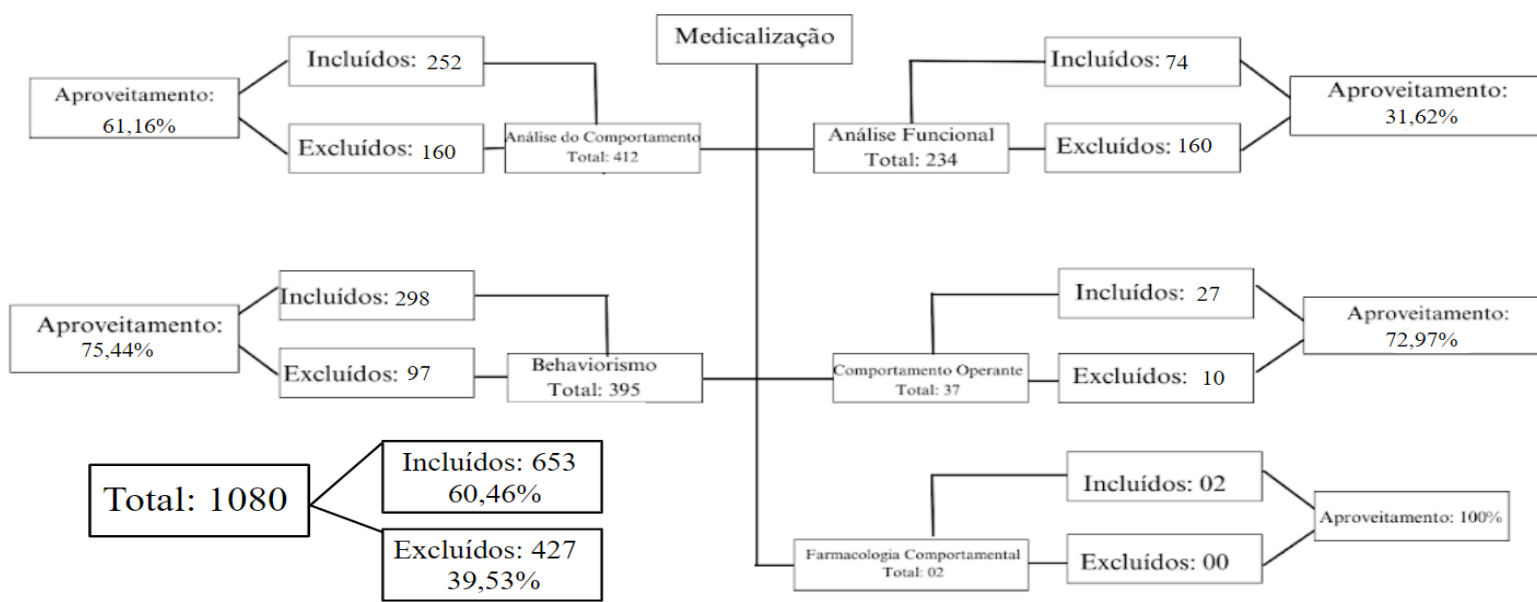 Medicalização
Incluídos: 252
Aproveitamento:
61,16%
Excluídos: 160
Análise do Comportamento
Total: 412
Incluídos: 74
Aproveitamento:
31,62%
Análise Funcional
Total: 234
Excluídos: 160
Incluídos: 298
Aproveitamento:
75,44%
Excluídos: 97
Behaviorismo
Total: 395
Incluídos: 27
Aproveitamento:
72,97%
Comportamento Operante
Total: 37
Excluídos: 10
Total: 1080
Incluídos: 653
60,46%
Excluídos: 427
39,53%
Incluídos: 02
Aproveitamento: 100%
Farmacologia Comportamental
Total: 02
Excluídos: 00